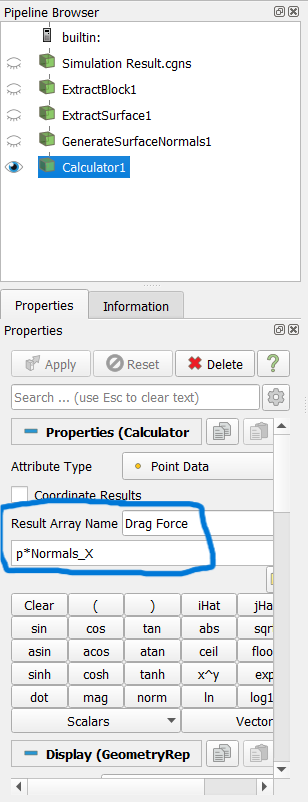 Pipeline Browser
builtin:
Simulation Result.cgns
ExtractBlock1
ExtractSurface1
GenerateSurfaceNormals1
Calculator1
Properties
Information
Properties
Apply
Reset
Delete
?
Search ... (use Esc to clear text)
Properties (Calculator
Attribute Type
Point Data
Coordinate Results
Result Array Name
Drag Force
p*Normals_X
Clear ( ) iHat jHa
sin cos tan abs sqr
asin acos atan ceil floo
sinh cosh tanh x^y exp
dot mag norm ln log1
Scalars
Vector
Display (GeometryRep